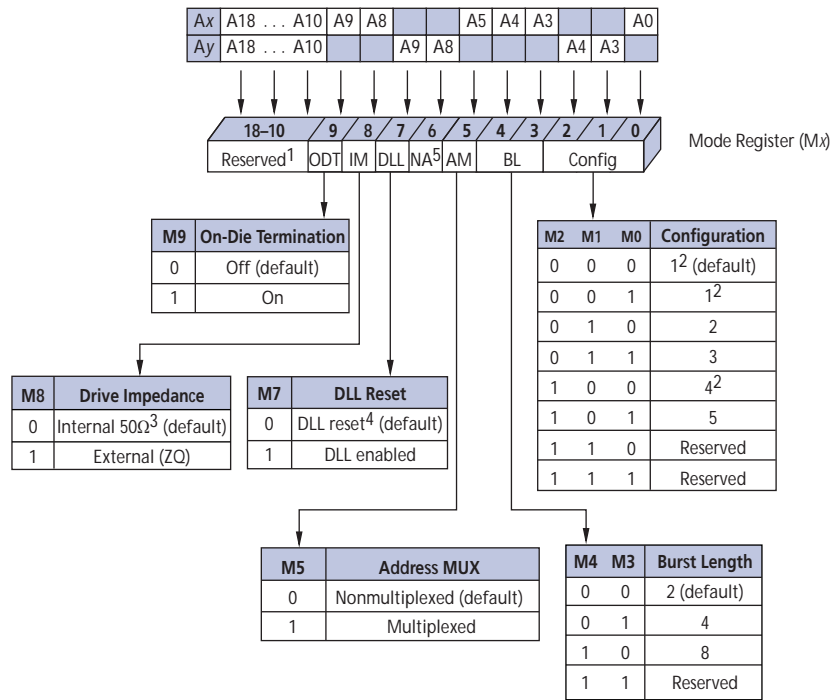 Ax A18 . . . A10 A9 A8 A5 A4 A3 A0
Ay A18 . . . A10 A9 A8 A4 A3
18–10 9 8 7 6 5 4 3 2 1 0
Reserved1 ODT IM DLL NA5 AM BL Config
Mode Register (Mx)
M9 On-Die Termination
0 Off (default)
1 On
M2 M1 M0 Configuration
0 0 0 12 (default)
0 0 1 12
0 1 0 2
0 1 1 3
1 0 0 42
1 0 1 5
1 1 0 Reserved
1 1 1 Reserved
M8 Drive Impedance
0 Internal 50Ω3 (default)
1 External (ZQ)
M7 DLL Reset
0 DLL reset4 (default)
1 DLL enabled
M5 Address MUX
0 Nonmultiplexed (default)
1 Multiplexed
M4 M3 Burst Length
0 0 2 (default)
0 1 4
1 0 8
1 1 Reserved